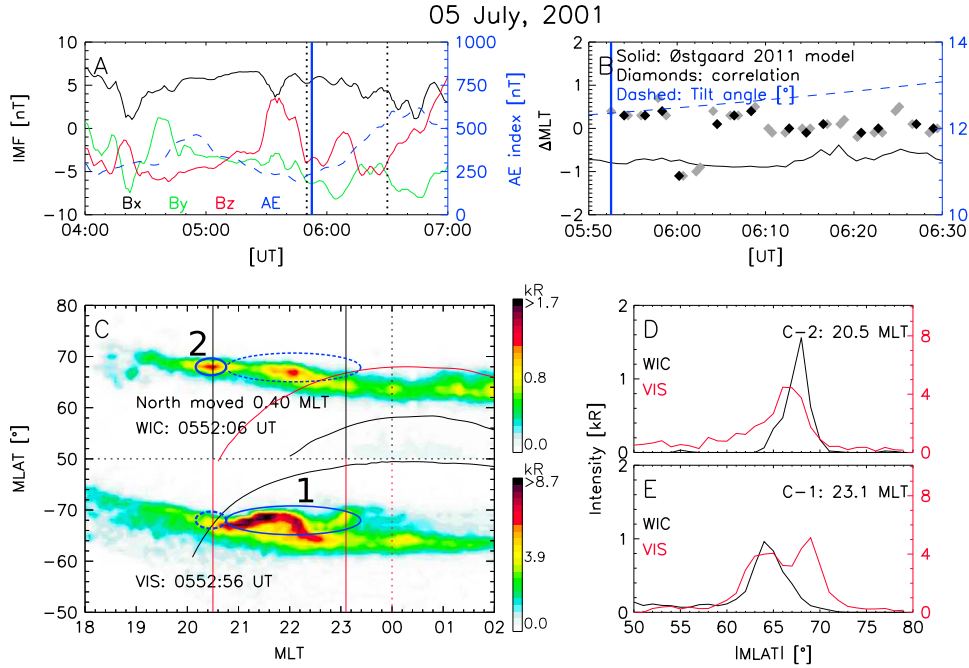 05 July, 2001
A
10
5
0
-5
-10
IMF [nT]
1000
750
500
250
0
AE index [nT]
Bx By Bz AE
04:00 05:00 06:00 07:00
[UT]
B
Solid: Østgaard 2011 model
Diamonds: correlation
Dashed: Tilt angle [°]
2
1
0
-1
-2
ΔMLT
14
13
12
11
10
05:50 06:00 06:10 06:20 06:30
[UT]
C
2
North moved 0.40 MLT
WIC: 0552:06 UT
1
VIS: 0552:56 UT
80
70
60
50
-70
-60
-50
MLAT [°]
18 19 20 21 22 23 00 01 02
MLT
kR
>1.7
0.8
0.0
kR
>8.7
3.9
0.0
D
C-2: 20.5 MLT
WIC
VIS
2
1
0
8
4
0
Intensity [kR]
E
C-1: 23.1 MLT
WIC
VIS
2
1
0
8
4
0
50 55 60 65 70 75 80
|MLAT| [°]